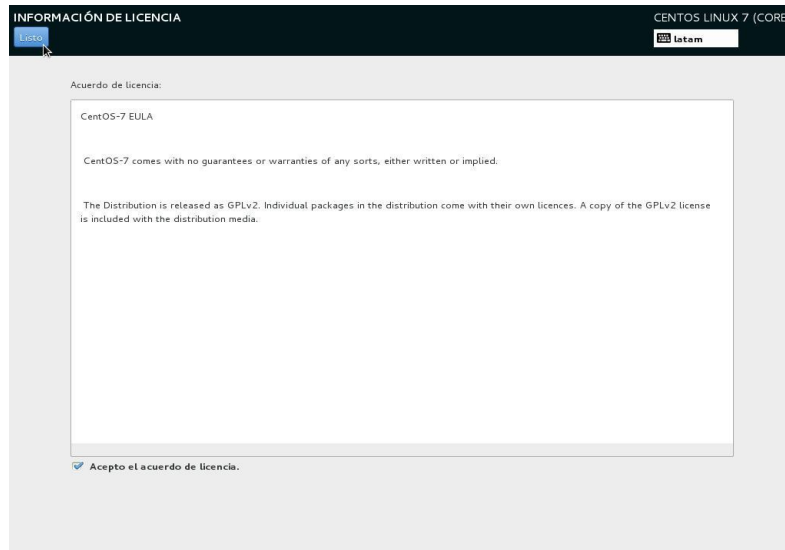 INFORMACIÓN DE LICENCIA
CENTOS LINUX 7 (CORE
Listo
latam
Acuerdo de licencia:
CentOS-7 EULA
CentOS-7 comes with no guarantees or warranties of any sorts, either written or implied.
The Distribution is released as GPLv2. Individual packages in the distribution come with their own licences. A copy of the GPLv2 license
is included with the distribution media.
Acepto el acuerdo de licencia.